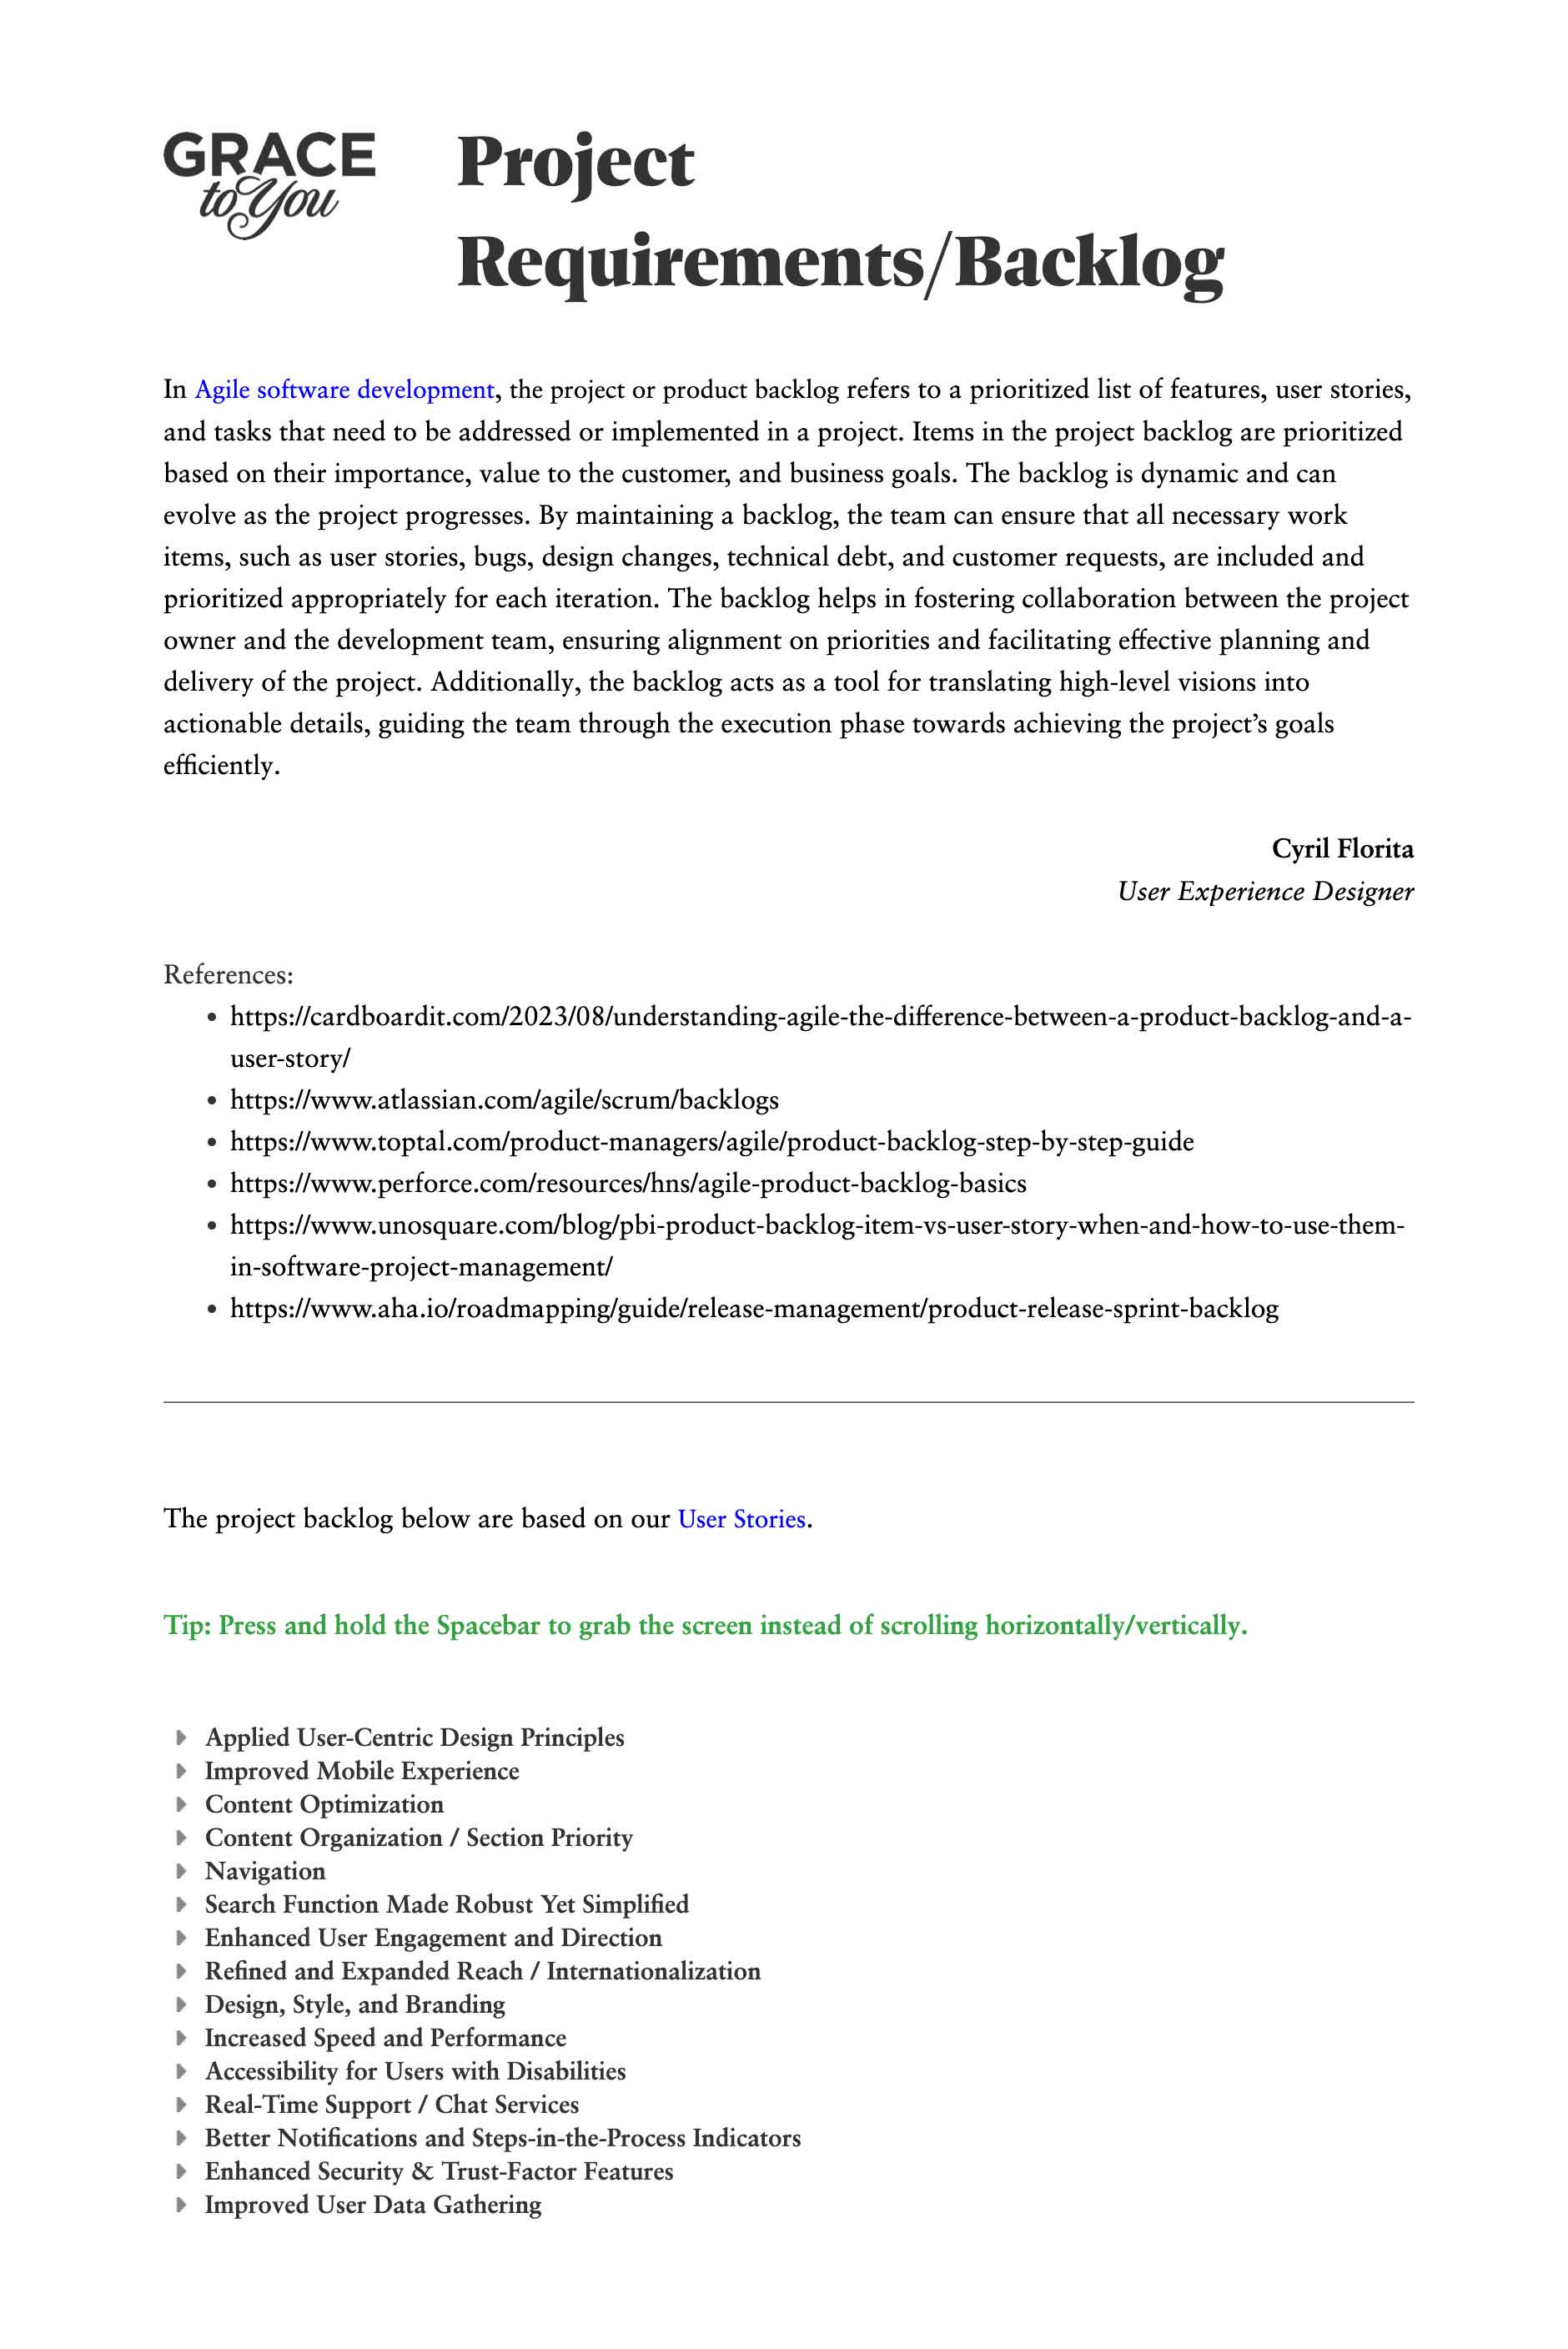 GRACE
to You
Project
Requirements/Backlog
In Agile software development, the project or product backlog refers to a prioritized list of features, user stories,
and tasks that need to be addressed or implemented in a project. Items in the project backlog are prioritized
based on their importance, value to the customer, and business goals. The backlog is dynamic and can
evolve as the project progresses. By maintaining a backlog, the team can ensure that all necessary work
items, such as user stories, bugs, design changes, technical debt, and customer requests, are included and
prioritized appropriately for each iteration. The backlog helps in fostering collaboration between the project
owner and the development team, ensuring alignment on priorities and facilitating effective planning and
delivery of the project. Additionally, the backlog acts as a tool for translating high-level visions into
actionable details, guiding the team through the execution phase towards achieving the project’s goals
efficiently.
Cyril Florita
User Experience Designer
References:
• https://cardboardit.com/2023/08/understanding-agile-the-difference-between-a-product-backlog-and-a-
user-story/
• https://www.atlassian.com/agile/scrum/backlogs
• https://www.toptal.com/product-managers/agile/product-backlog-step-by-step-guide
• https://www.perforce.com/resources/hns/agile-product-backlog-basics
• https://www.unosquare.com/blog/pbi-product-backlog-item-vs-user-story-when-and-how-to-use-them-
in-software-project-management/
• https://www.aha.io/roadmapping/guide/release-management/product-release-sprint-backlog
The project backlog below are based on our User Stories.
Tip: Press and hold the Spacebar to grab the screen instead of scrolling horizontally/vertically.
Applied User-Centric Design Principles
Improved Mobile Experience
Content Optimization
Content Organization / Section Priority
Navigation
Search Function Made Robust Yet Simplified
Enhanced User Engagement and Direction
Refined and Expanded Reach / Internationalization
Design, Style, and Branding
Increased Speed and Performance
Accessibility for Users with Disabilities
Real-Time Support / Chat Services
Better Notifications and Steps-in-the-Process Indicators
Enhanced Security & Trust-Factor Features
Improved User Data Gathering